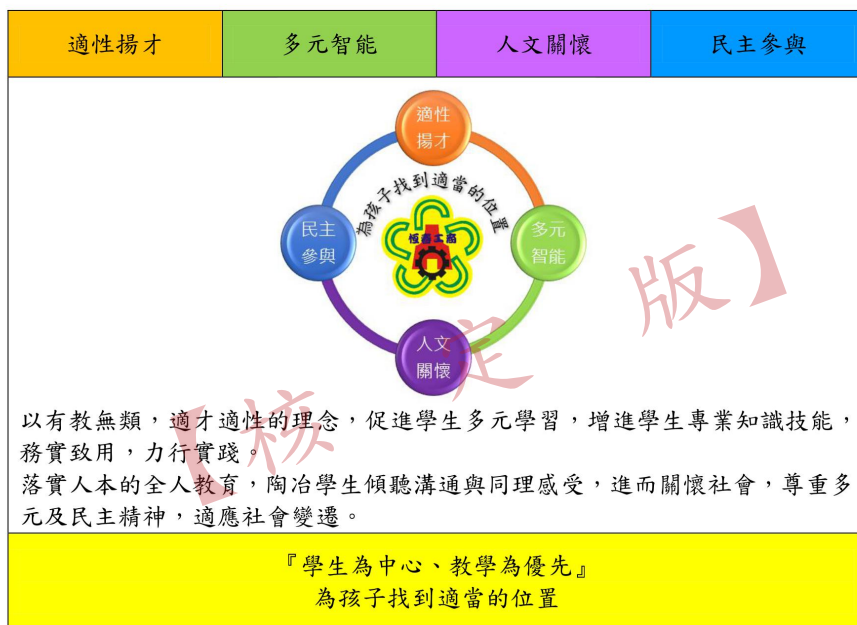 適性揚才
多元智能
人文關懷
民主參與
適性
揚才
為孩子找到適當的位置
民主
參與
恆春工商
多元
智能
人文
關懷
【核定版】
以有教無類，適才適性的理念，促進學生多元學習，增進學生專業知識技能，
務實致用，力行實踐。
落實人本的全人教育，陶冶學生傾聽溝通與同理感受，進而關懷社會，尊重多
元及民主精神，適應社會變遷。
『學生為中心、教學為優先』
為孩子找到適當的位置